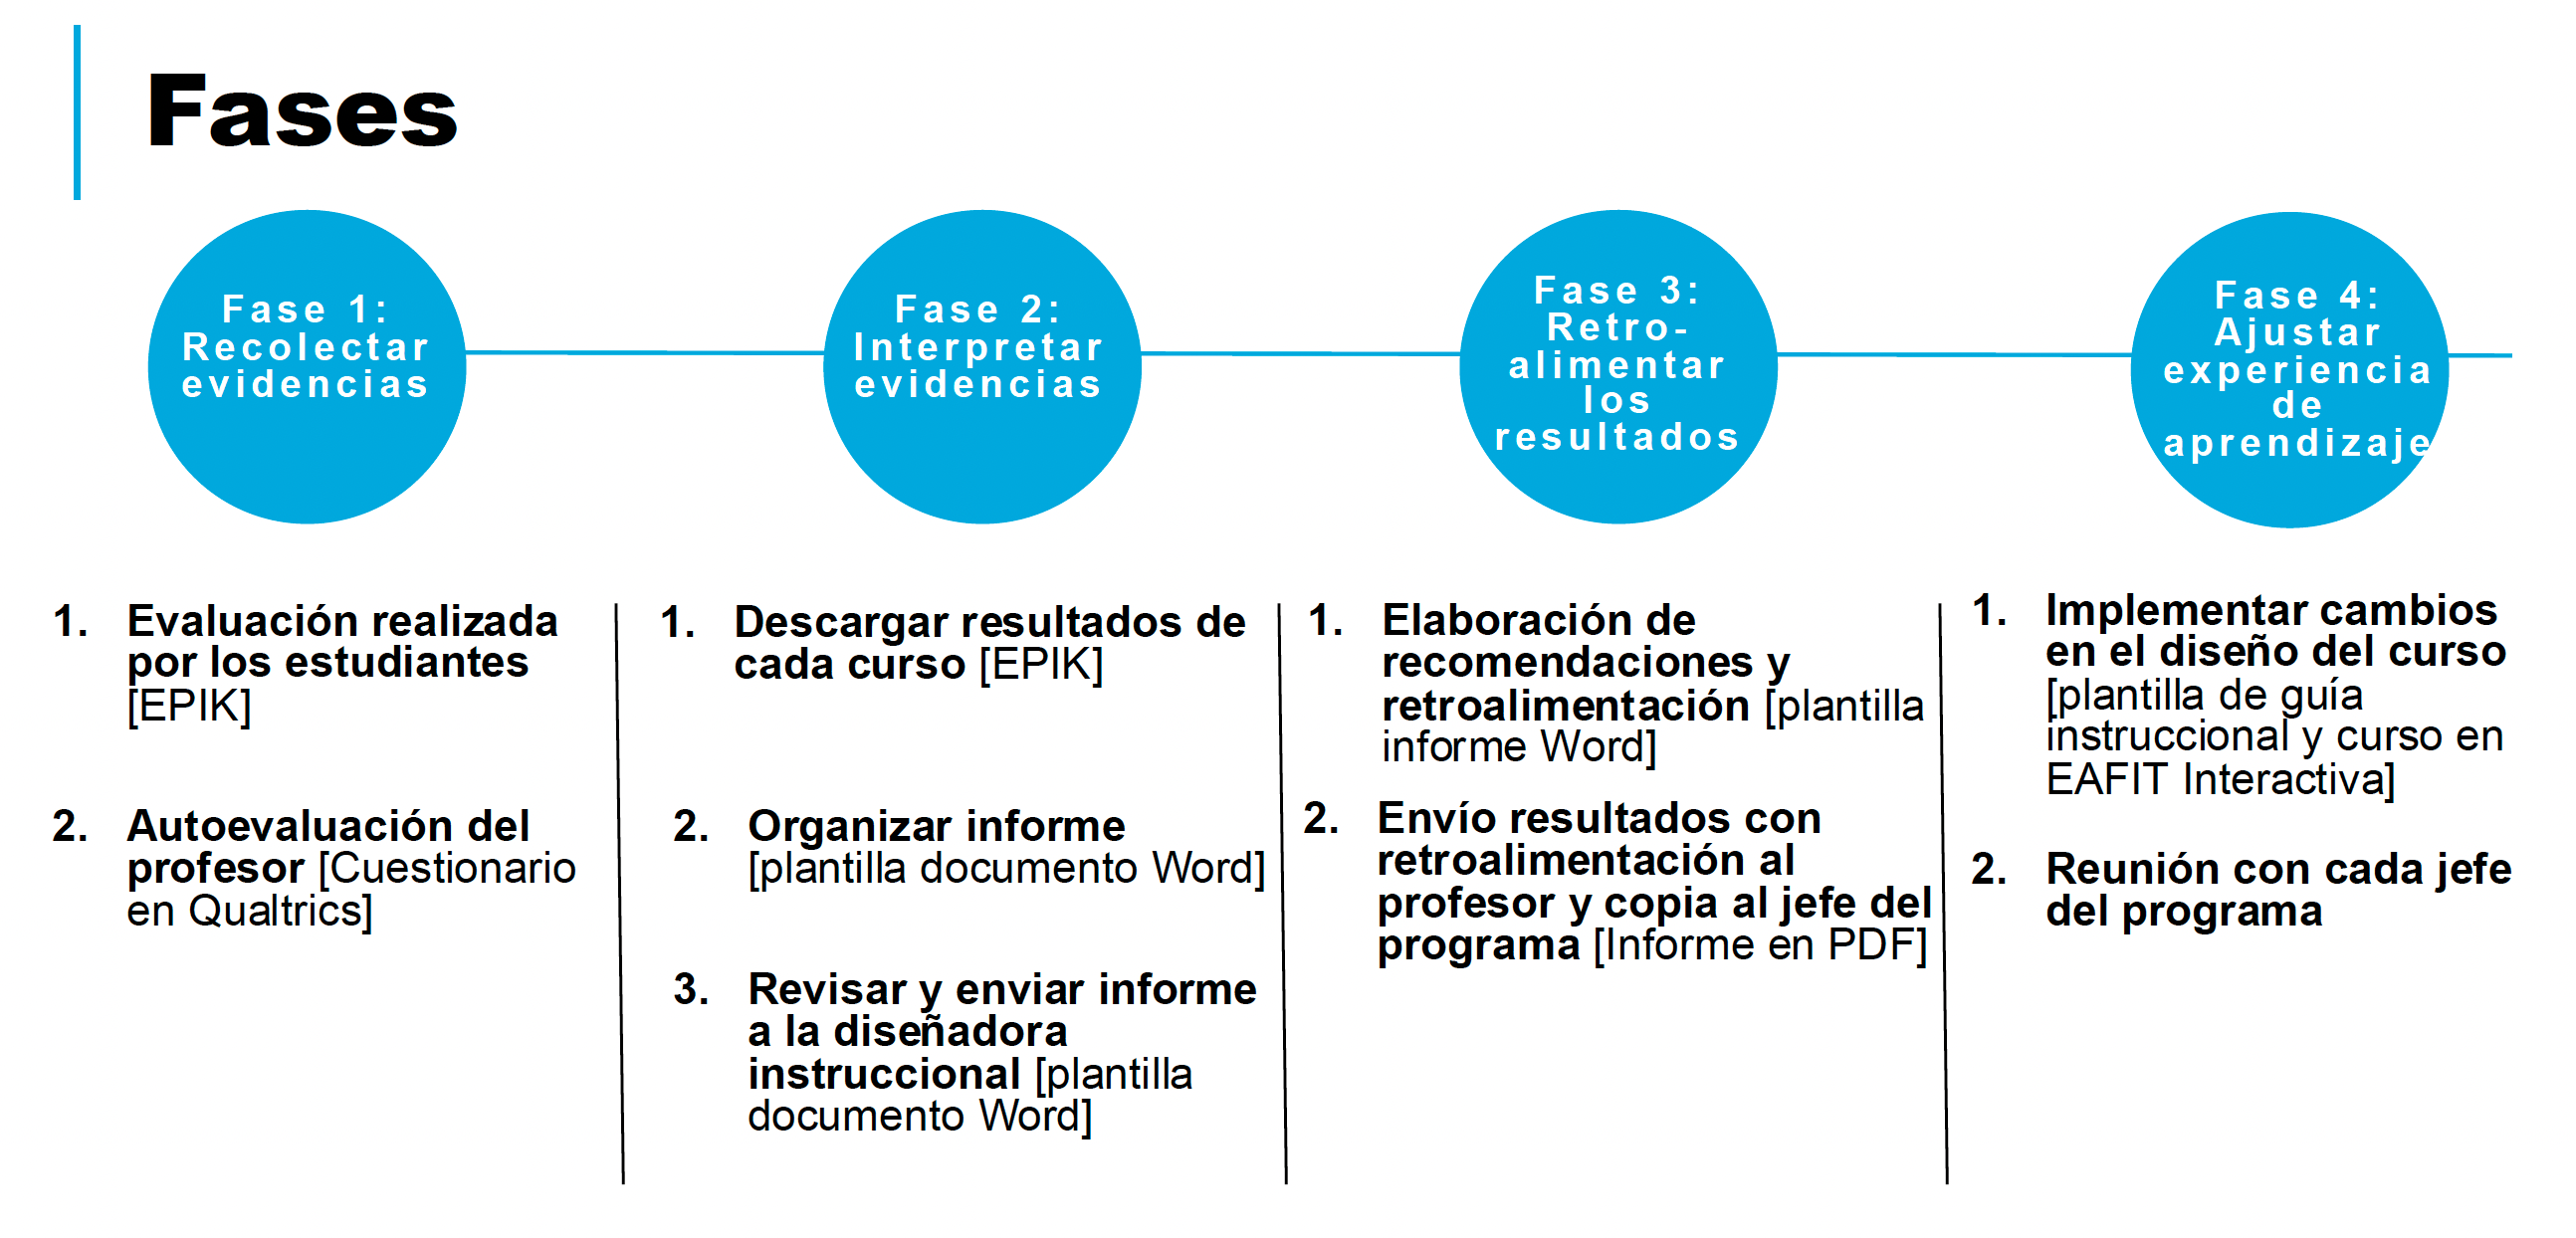 Fases
Fase 1:
Recolectar
evidencias
Fase 2:
Interpretar
evidencias
Fase 3:
Retro-
alimentar
los
resultados
Fase 4:
Ajustar
experiencia
de
aprendizaje
1. Evaluación realizada
por los estudiantes
[EPIK]
2. Autoevaluación del
profesor [Cuestionario
en Qualtrics]
1. Descargar resultados de
cada curso [EPIK]
2. Organizar informe
[plantilla documento Word]
3. Revisar y enviar informe
a la diseñadora
instruccional [plantilla
documento Word]
1. Elaboración de
recomendaciones y
retroalimentación [plantilla
informe Word]
2. Envío resultados con
retroalimentación al
profesor y copia al jefe del
programa [Informe en PDF]
1. Implementar cambios
en el diseño del curso
[plantilla de guía
instruccional y curso en
EAFIT Interactiva]
2. Reunión con cada jefe
del programa